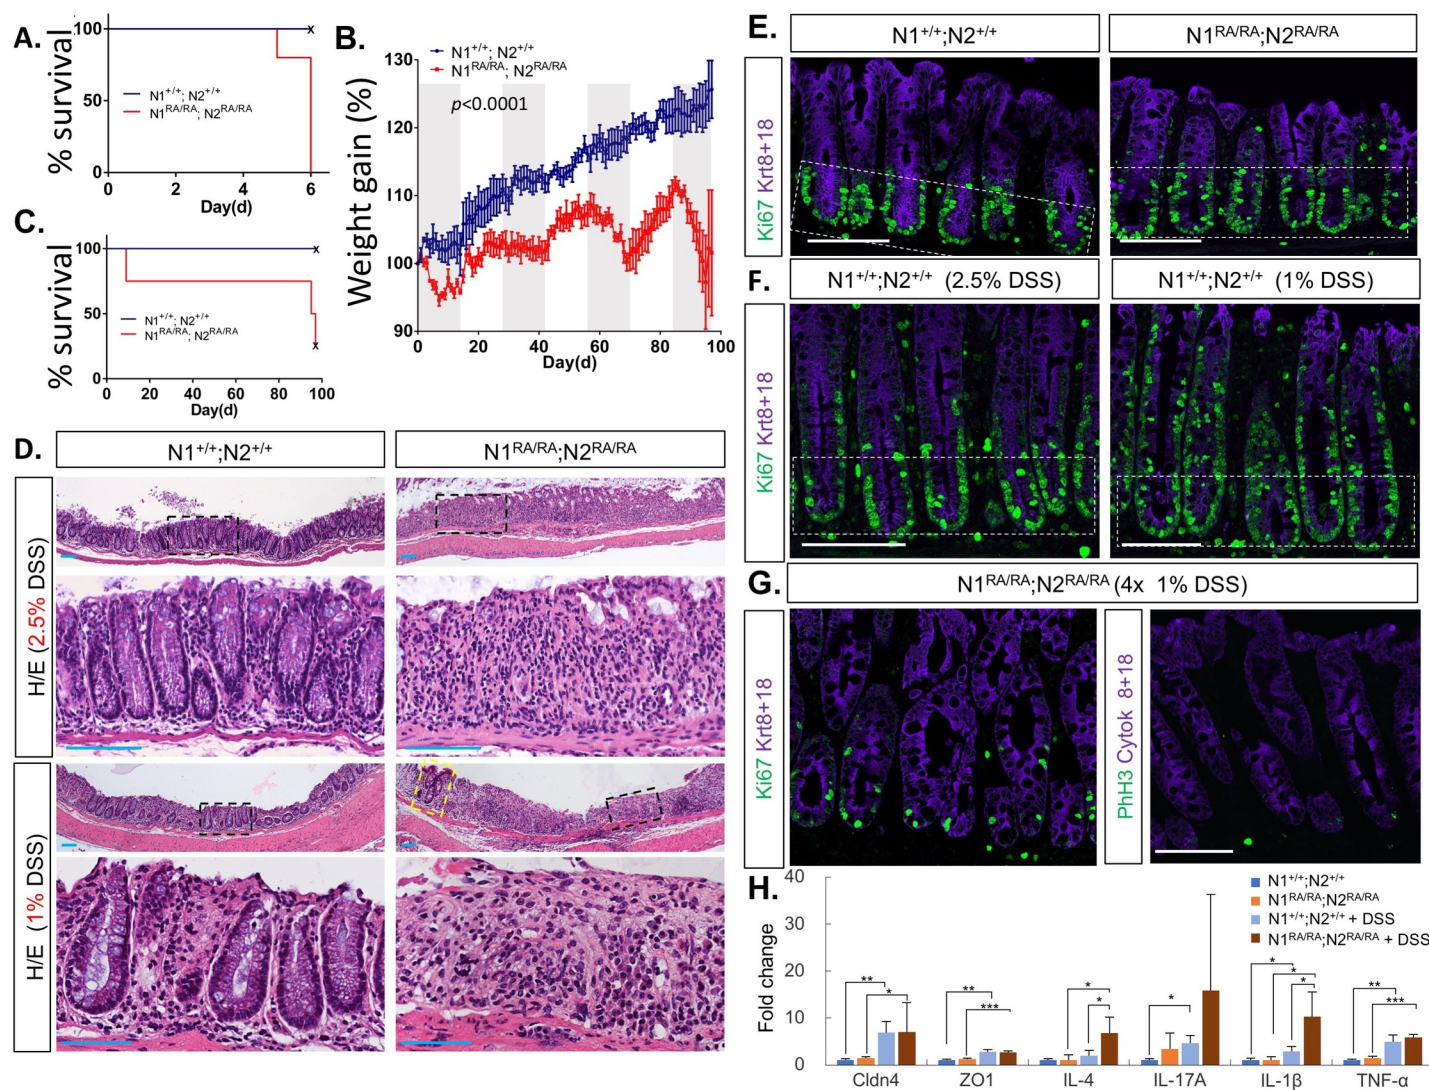 A.
% survival
100
50
0
N1+/+; N2+/+
N1RA/RA; N2RA/RA
x
0 2 4 6
Day(d)
B.
Weight gain (%)
130
120
110
100
90
N1+/+; N2+/+
N1RA/RA; N2RA/RA
p<0.0001
0 20 40 60 80 100
Day(d)
C.
% survival
100
50
0
N1+/+; N2+/+
N1RA/RA; N2RA/RA
x
x
0 20 40 60 80 100
Day(d)
D.
N1+/+;N2+/+
N1RA/RA;N2RA/RA
H/E (2.5% DSS)
H/E (1% DSS)
E.
N1+/+;N2+/+
N1RA/RA;N2RA/RA
Ki67 Krt8+18
F.
N1+/+;N2+/+ (2.5% DSS)
N1+/+;N2+/+ (1% DSS)
Ki67 Krt8+18
G.
N1RA/RA;N2RA/RA (4x 1% DSS)
Ki67 Krt8+18
PhH3 Cytok 8+18
H.
Fold change
40
30
20
10
0
N1+/+;N2+/+
N1RA/RA;N2RA/RA
N1+/+;N2+/+ + DSS
N1RA/RA;N2RA/RA + DSS
** * ** *** * * * * * * ** ***
Cldn4 ZO1 IL-4 IL-17A IL-1β TNF-α